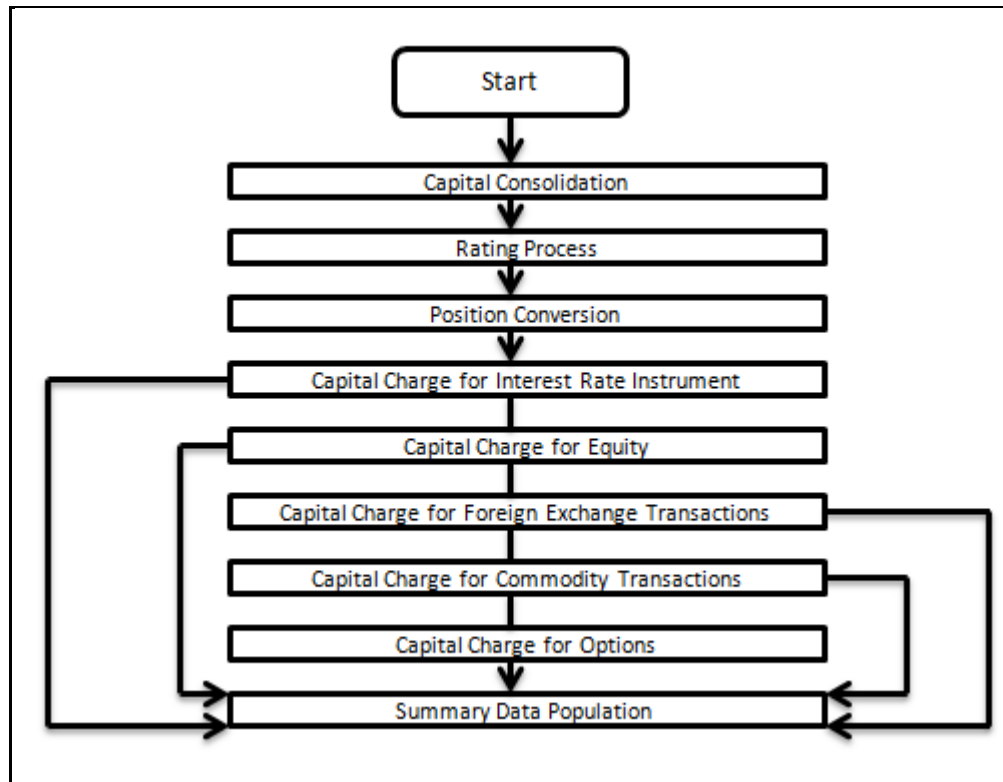 Start
Capital Consolidation
Rating Process
Position Conversion
Capital Charge for Interest Rate Instrument
Capital Charge for Equity
Capital Charge for Foreign Exchange Transactions
Capital Charge for Commodity Transactions
Capital Charge for Options
Summary Data Population